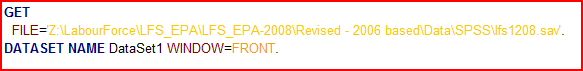 GET
FILE='Z:\LabourForce\LFS_EPA\LFS_EPA-2008\Revised - 2006 based\Data\SPSS\lfs1208.sav'.
DATASET NAME DataSet1 WINDOW=FRONT.